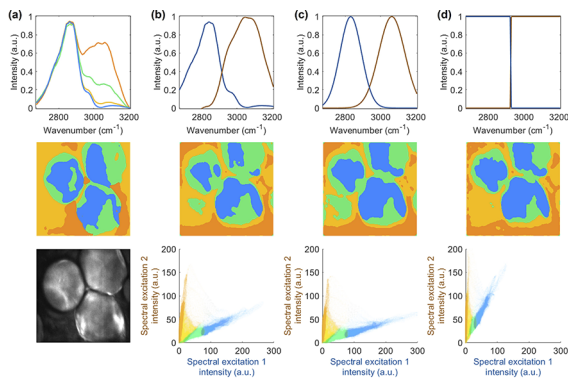 (a) (b) (c) (d)
Intensity (a.u.) Intensity (a.u.) Intensity (a.u.) Intensity (a.u.)
1 1 1 1
0.8 0.8 0.8 0.8
0.6 0.6 0.6 0.6
0.4 0.4 0.4 0.4
0.2 0.2 0.2 0.2
0 0 0 0
2800 3000 3200 2800 3000 3200 2800 3000 3200 2800 3000 3200
Wavenumber (cm⁻¹) Wavenumber (cm⁻¹) Wavenumber (cm⁻¹) Wavenumber (cm⁻¹)
Spectral excitation 2
intensity (a.u.)
200
150
100
50
0
0 100 200 300
Spectral excitation 1
intensity (a.u.)
Spectral excitation 2
intensity (a.u.)
200
150
100
50
0
0 100 200 300
Spectral excitation 1
intensity (a.u.)
Spectral excitation 2
intensity (a.u.)
200
150
100
50
0
0 100 200 300
Spectral excitation 1
intensity (a.u.)